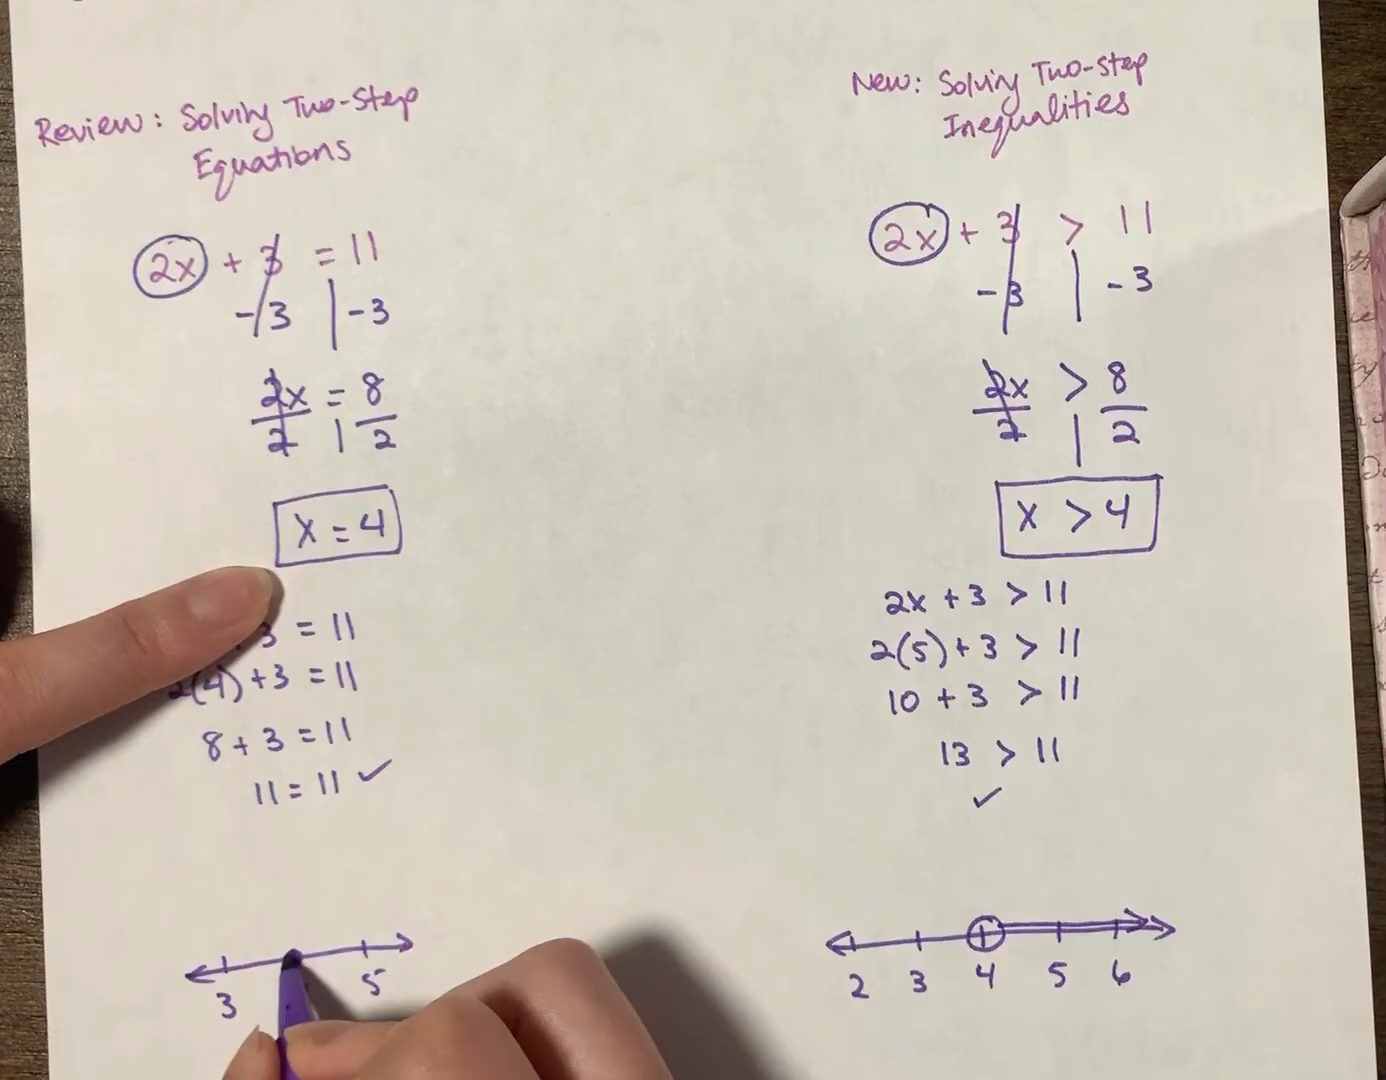 Review: Solving Two-Step
Equations
2x + 3 = 11
-3 | -3
2x = 8
2 | 2
x = 4
3 = 11
2(4) + 3 = 11
8 + 3 = 11
11 = 11 ✓
3 5
New: Solving Two-Step
Inequalities
2x + 3 > 11
-3 | -3
2x > 8
2 | 2
x > 4
2x + 3 > 11
2(5) + 3 > 11
10 + 3 > 11
13 > 11
✓
2 3 4 5 6